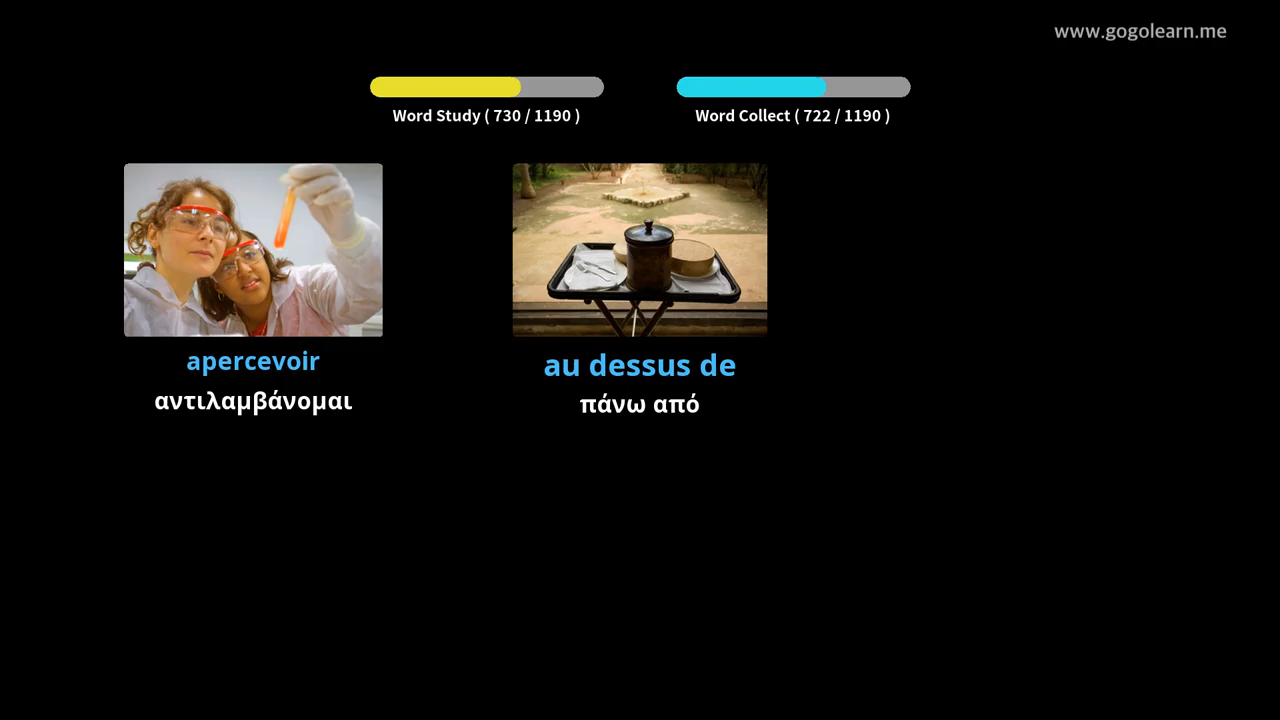 www.gogolearn.me
Word Study ( 730 / 1190 )
Word Collect ( 722 / 1190 )
apercevoir
αντιλαμβάνομαι
au dessus de
πάνω από